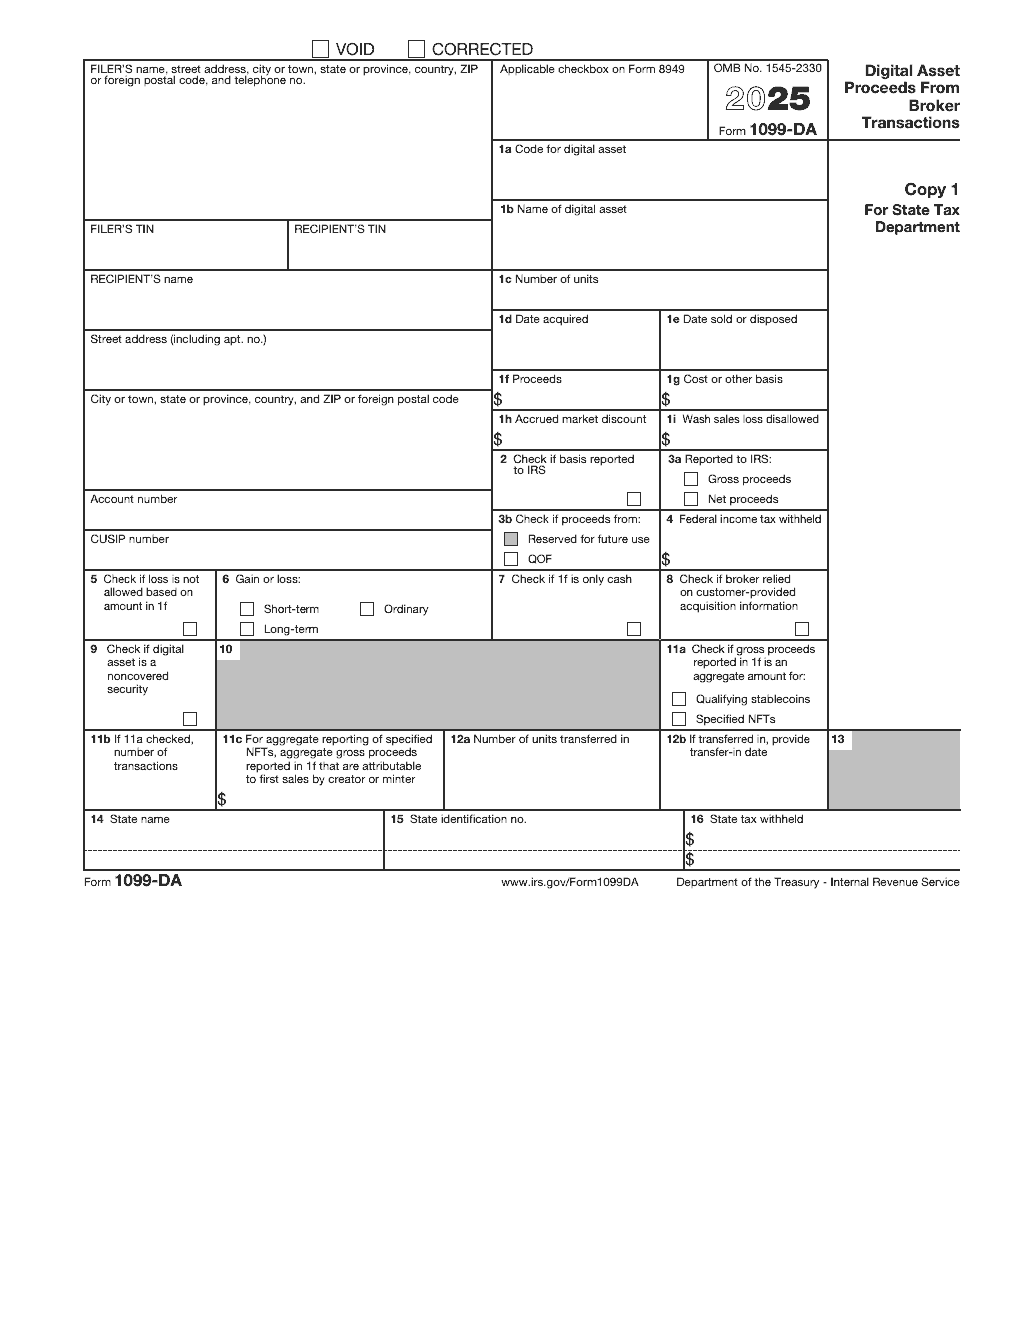 VOID CORRECTED
FILER'S name, street address, city or town, state or province, country, ZIP
or foreign postal code, and telephone no.
Applicable checkbox on Form 8949
OMB No. 1545-2330
2025
Form 1099-DA
Digital Asset
Proceeds From
Broker
Transactions
1a Code for digital asset
Copy 1
For State Tax
Department
1b Name of digital asset
FILER'S TIN
RECIPIENT'S TIN
RECIPIENT'S name
1c Number of units
1d Date acquired
1e Date sold or disposed
Street address (including apt. no.)
1f Proceeds
$
1g Cost or other basis
$
City or town, state or province, country, and ZIP or foreign postal code
1h Accrued market discount
$
1i Wash sales loss disallowed
$
2 Check if basis reported
to IRS
3a Reported to IRS:
Gross proceeds
Net proceeds
Account number
3b Check if proceeds from:
Reserved for future use
QOF
4 Federal income tax withheld
$
CUSIP number
5 Check if loss is not
allowed based on
amount in 1f
6 Gain or loss:
Short-term
Ordinary
Long-term
7 Check if 1f is only cash
8 Check if broker relied
on customer-provided
acquisition information
9 Check if digital
asset is a
noncovered
security
10
11a Check if gross proceeds
reported in 1f is an
aggregate amount for:
Qualifying stablecoins
Specified NFTs
11b If 11a checked,
number of
transactions
11c For aggregate reporting of specified
NFTs, aggregate gross proceeds
reported in 1f that are attributable
to first sales by creator or minter
$
12a Number of units transferred in
12b If transferred in, provide
transfer-in date
13
14 State name
15 State identification no.
16 State tax withheld
$
$
Form 1099-DA
www.irs.gov/Form1099DA
Department of the Treasury - Internal Revenue Service